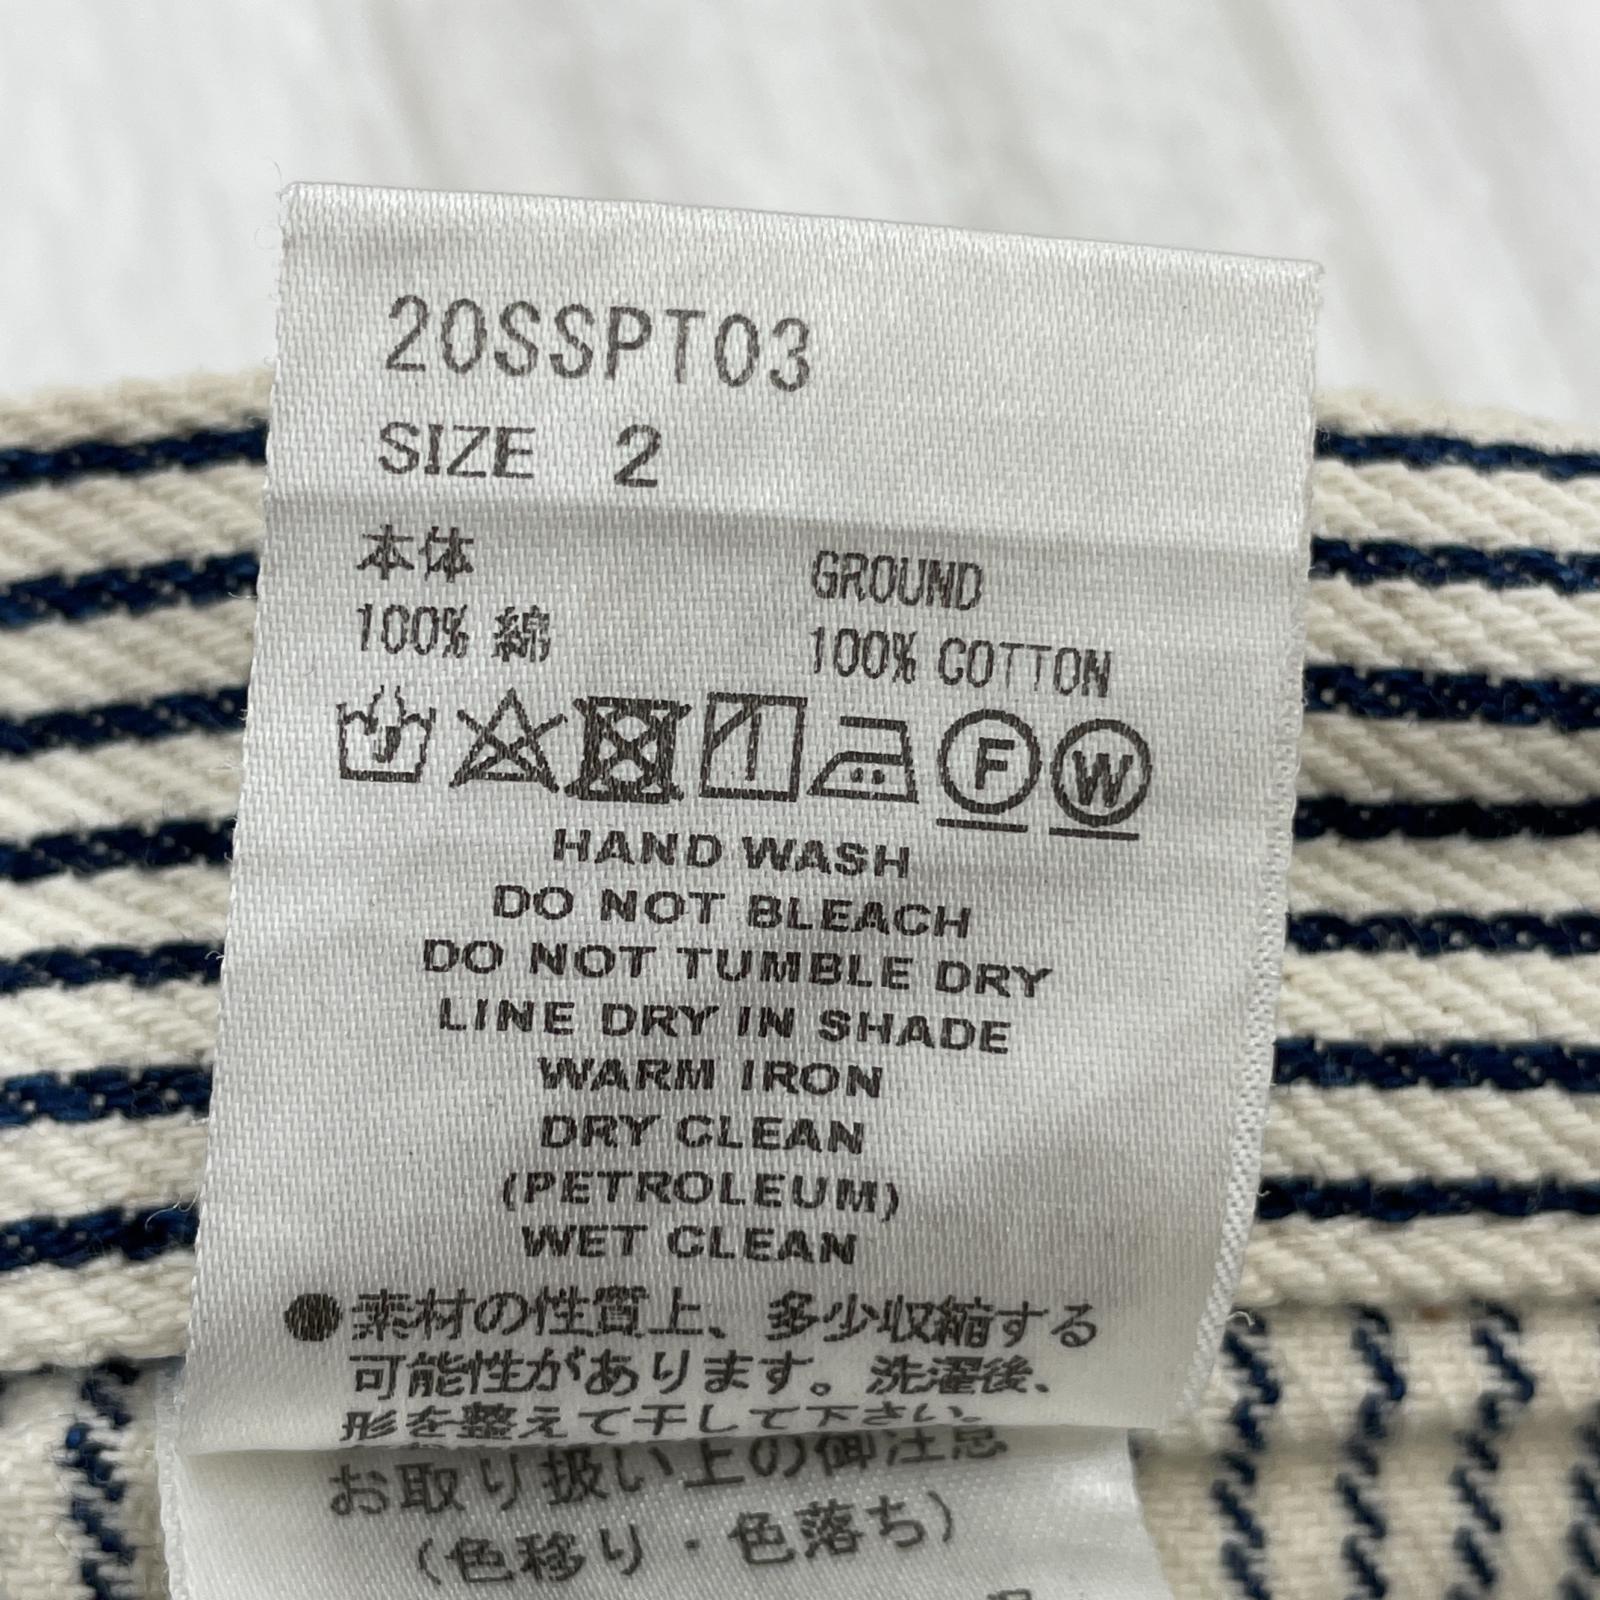 20SSPT03
SIZE 2
本体 GROUND
100% 綿 100% COTTON
F W
HAND WASH
DO NOT BLEACH
DO NOT TUMBLE DRY
LINE DRY IN SHADE
WARM IRON
DRY CLEAN
(PETROLEUM)
WET CLEAN
●素材の性質上、多少収縮する
可能性があります。洗濯後、
形を整えて干して下さい。
お取り扱い上の御注意
(色移り・色落ち)